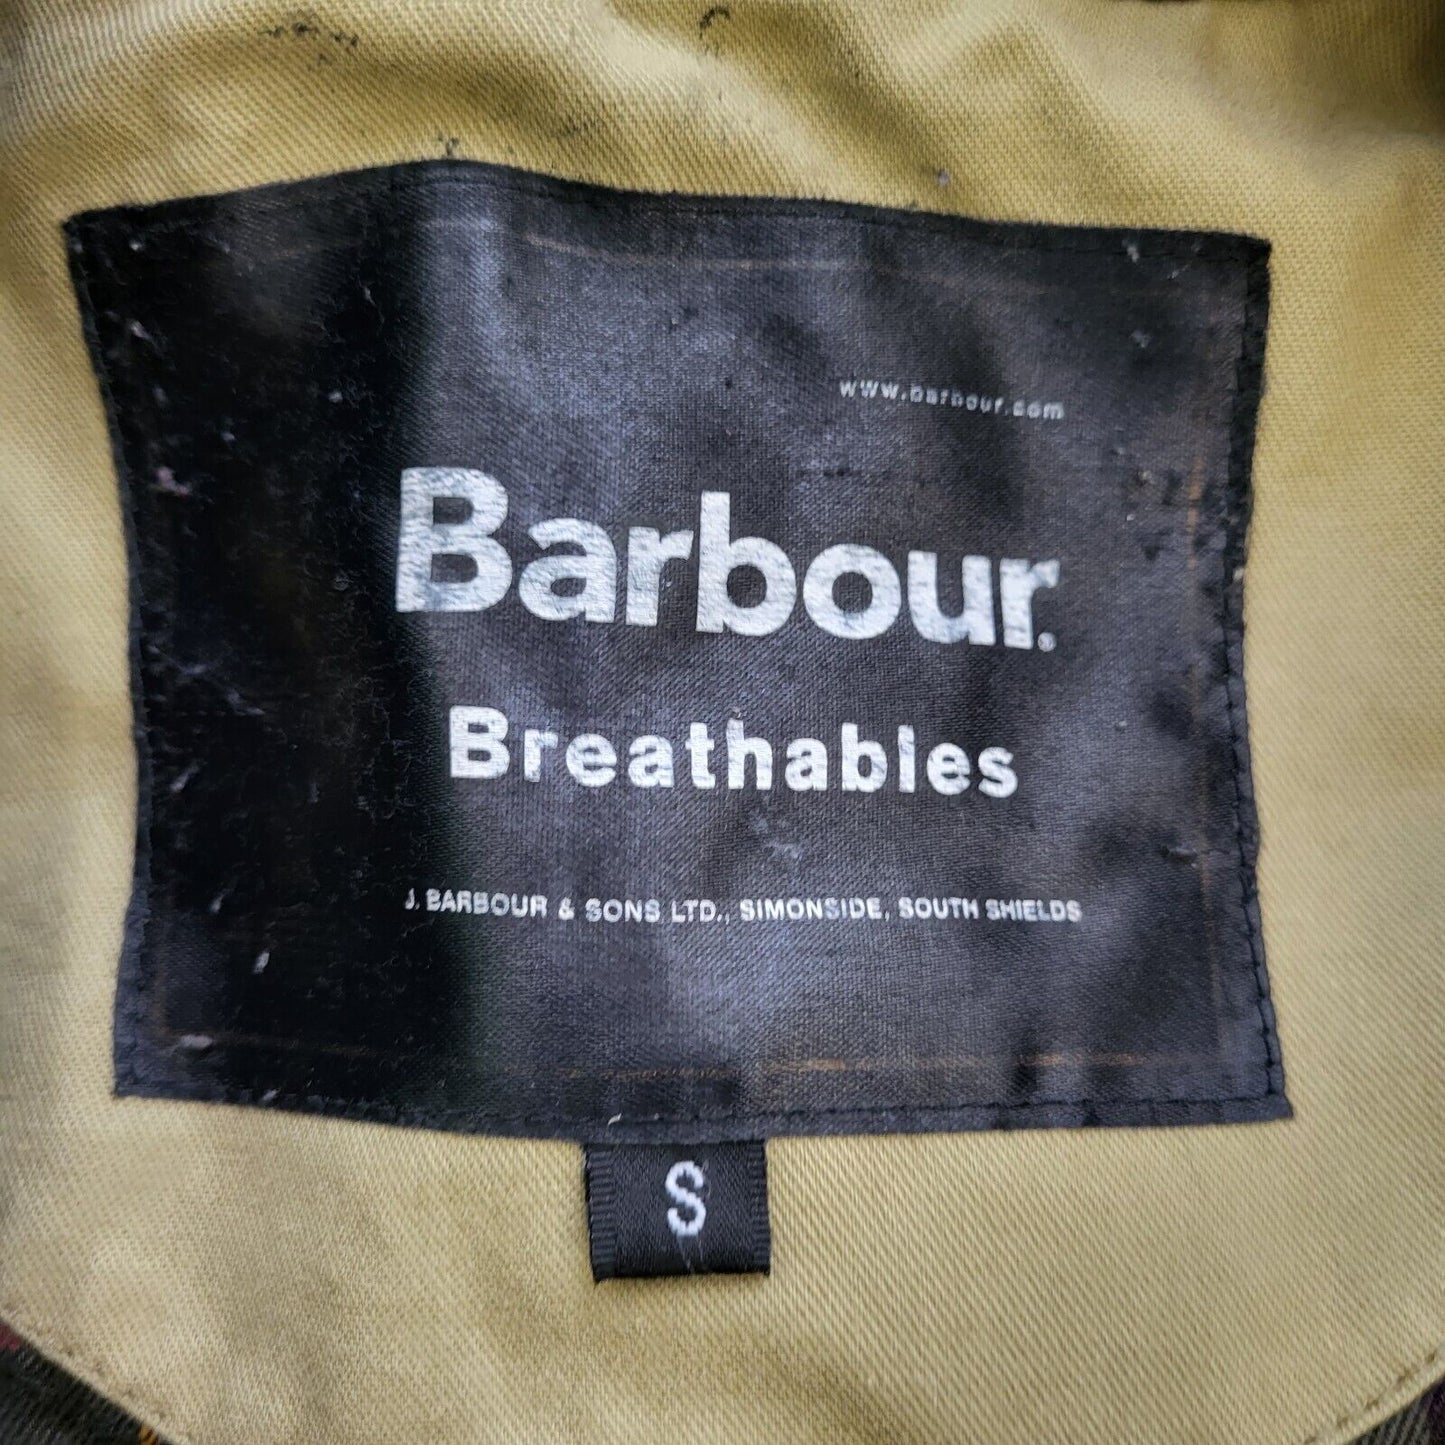 www.barbour.com
Barbour.
Breathables
J. BARBOUR & SONS LTD., SIMONSIDE, SOUTH SHIELDS
S